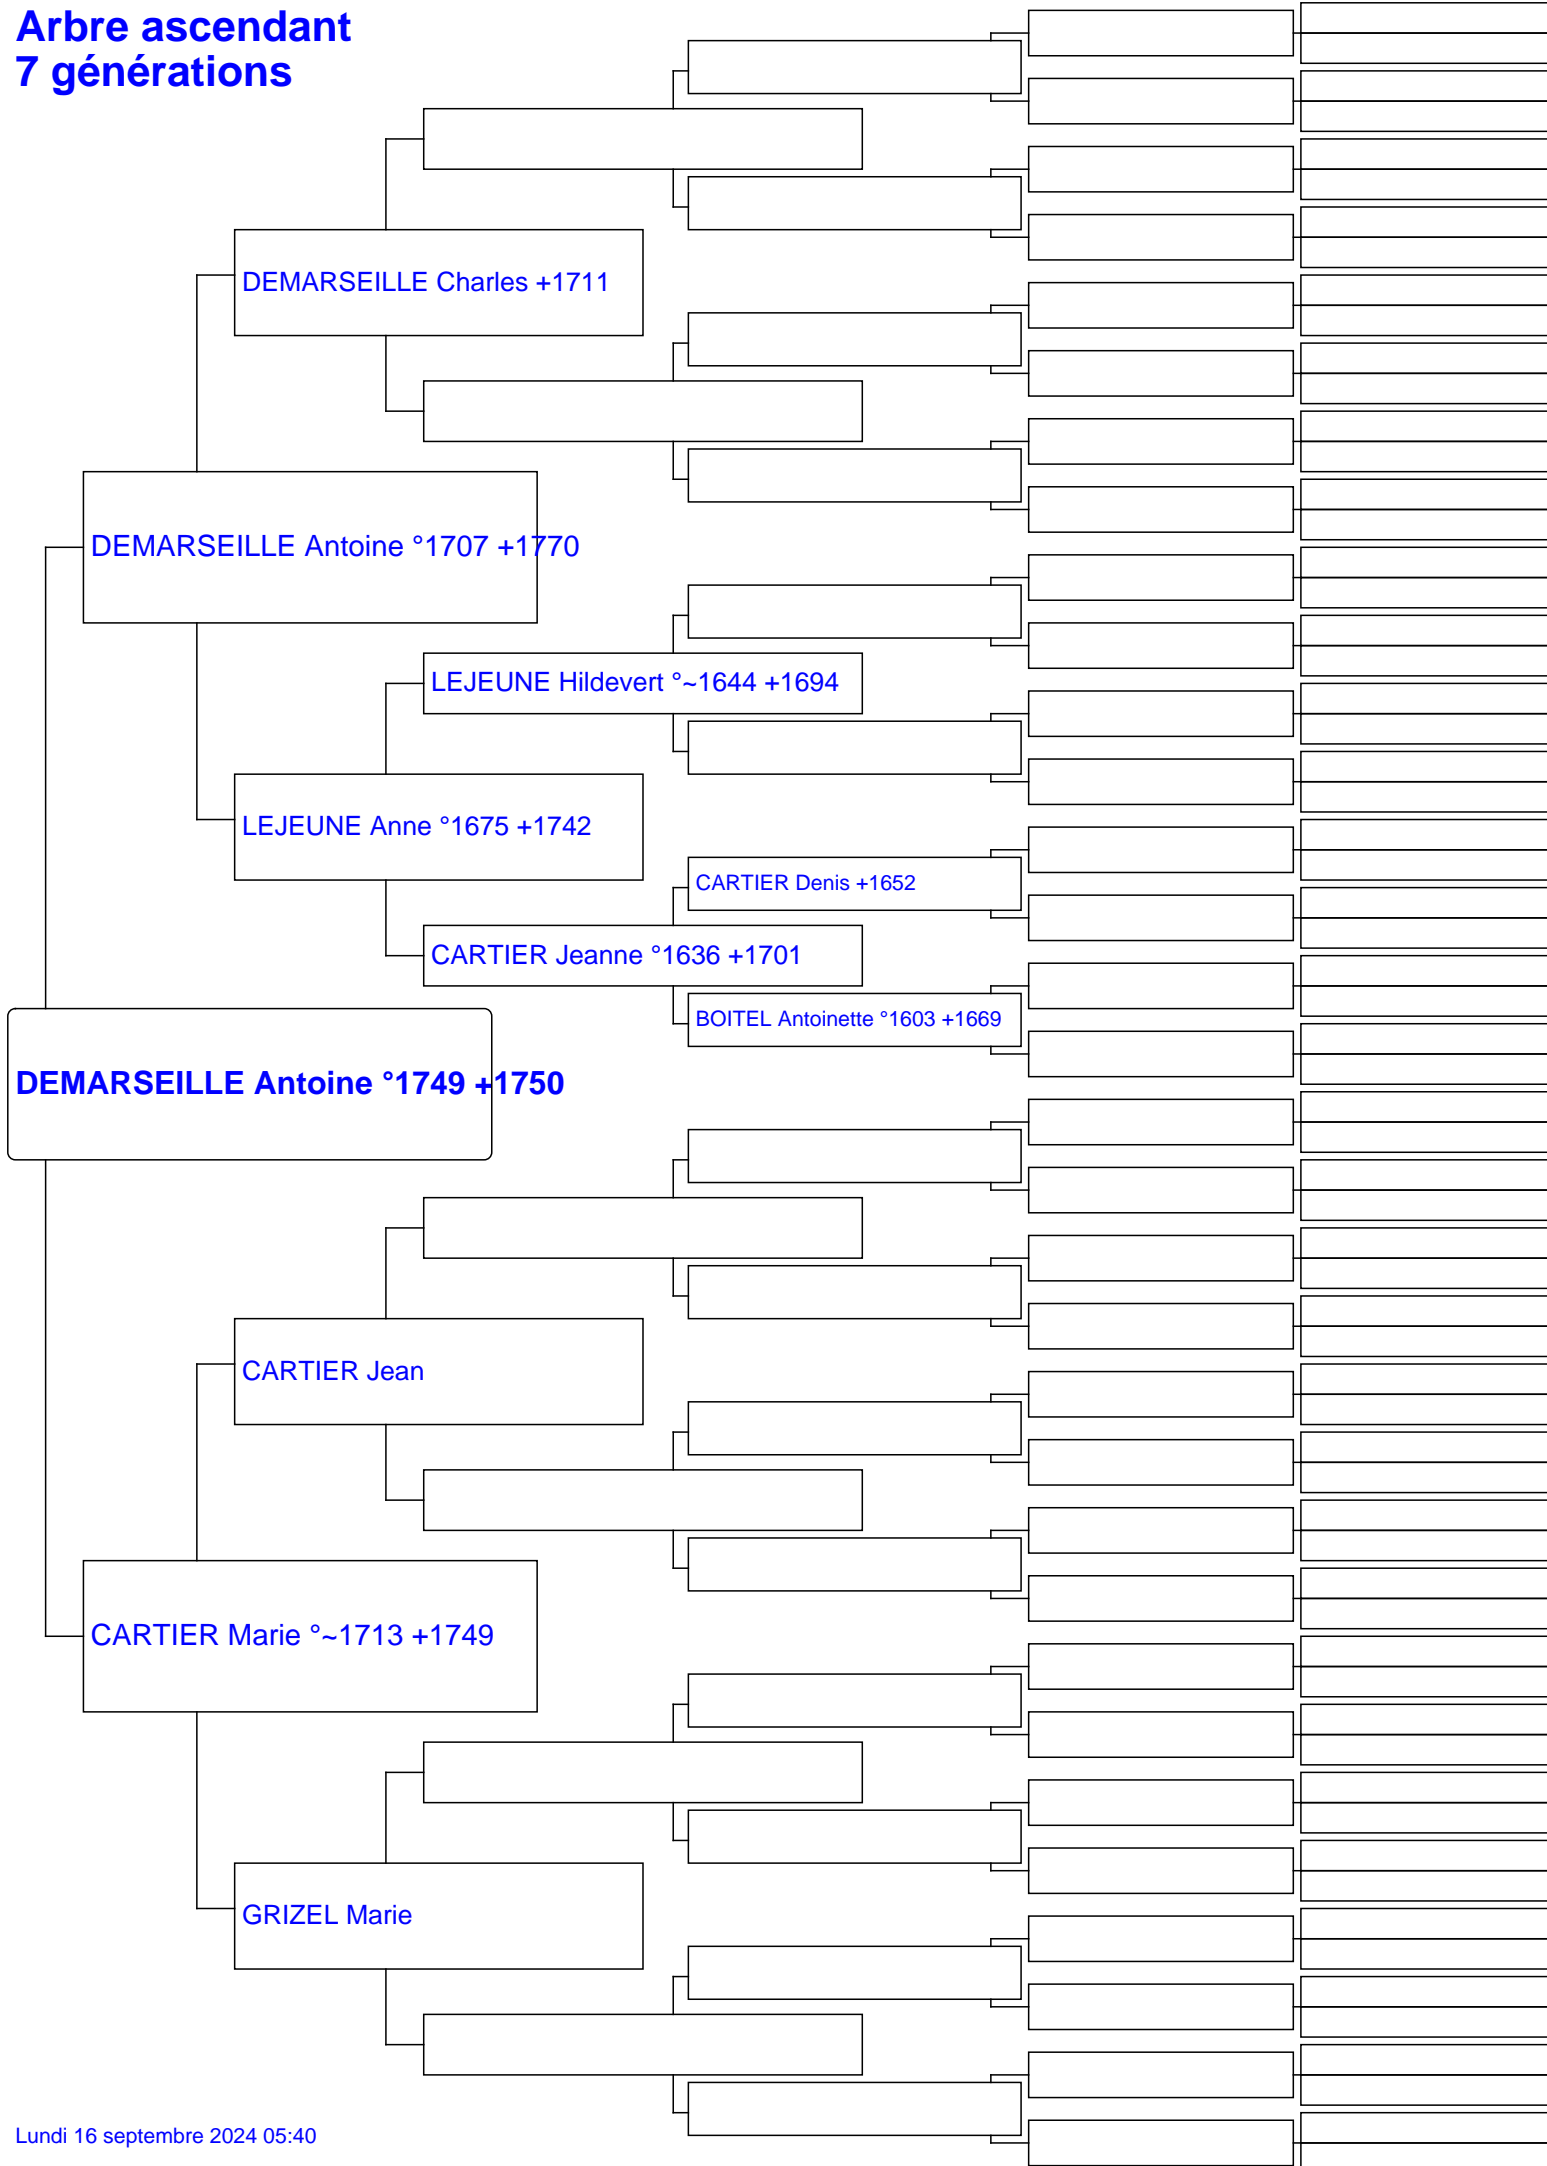 Arbre ascendant
7 générations
DEMARSEILLE Charles +1711
DEMARSEILLE Antoine °1707 +1770
LEJEUNE Hildevert °~1644 +1694
LEJEUNE Anne °1675 +1742
CARTIER Denis +1652
CARTIER Jeanne °1636 +1701
BOITEL Antoinette °1603 +1669
DEMARSEILLE Antoine °1749 +1750
CARTIER Jean
CARTIER Marie °~1713 +1749
GRIZEL Marie
Lundi 16 septembre 2024 05:40